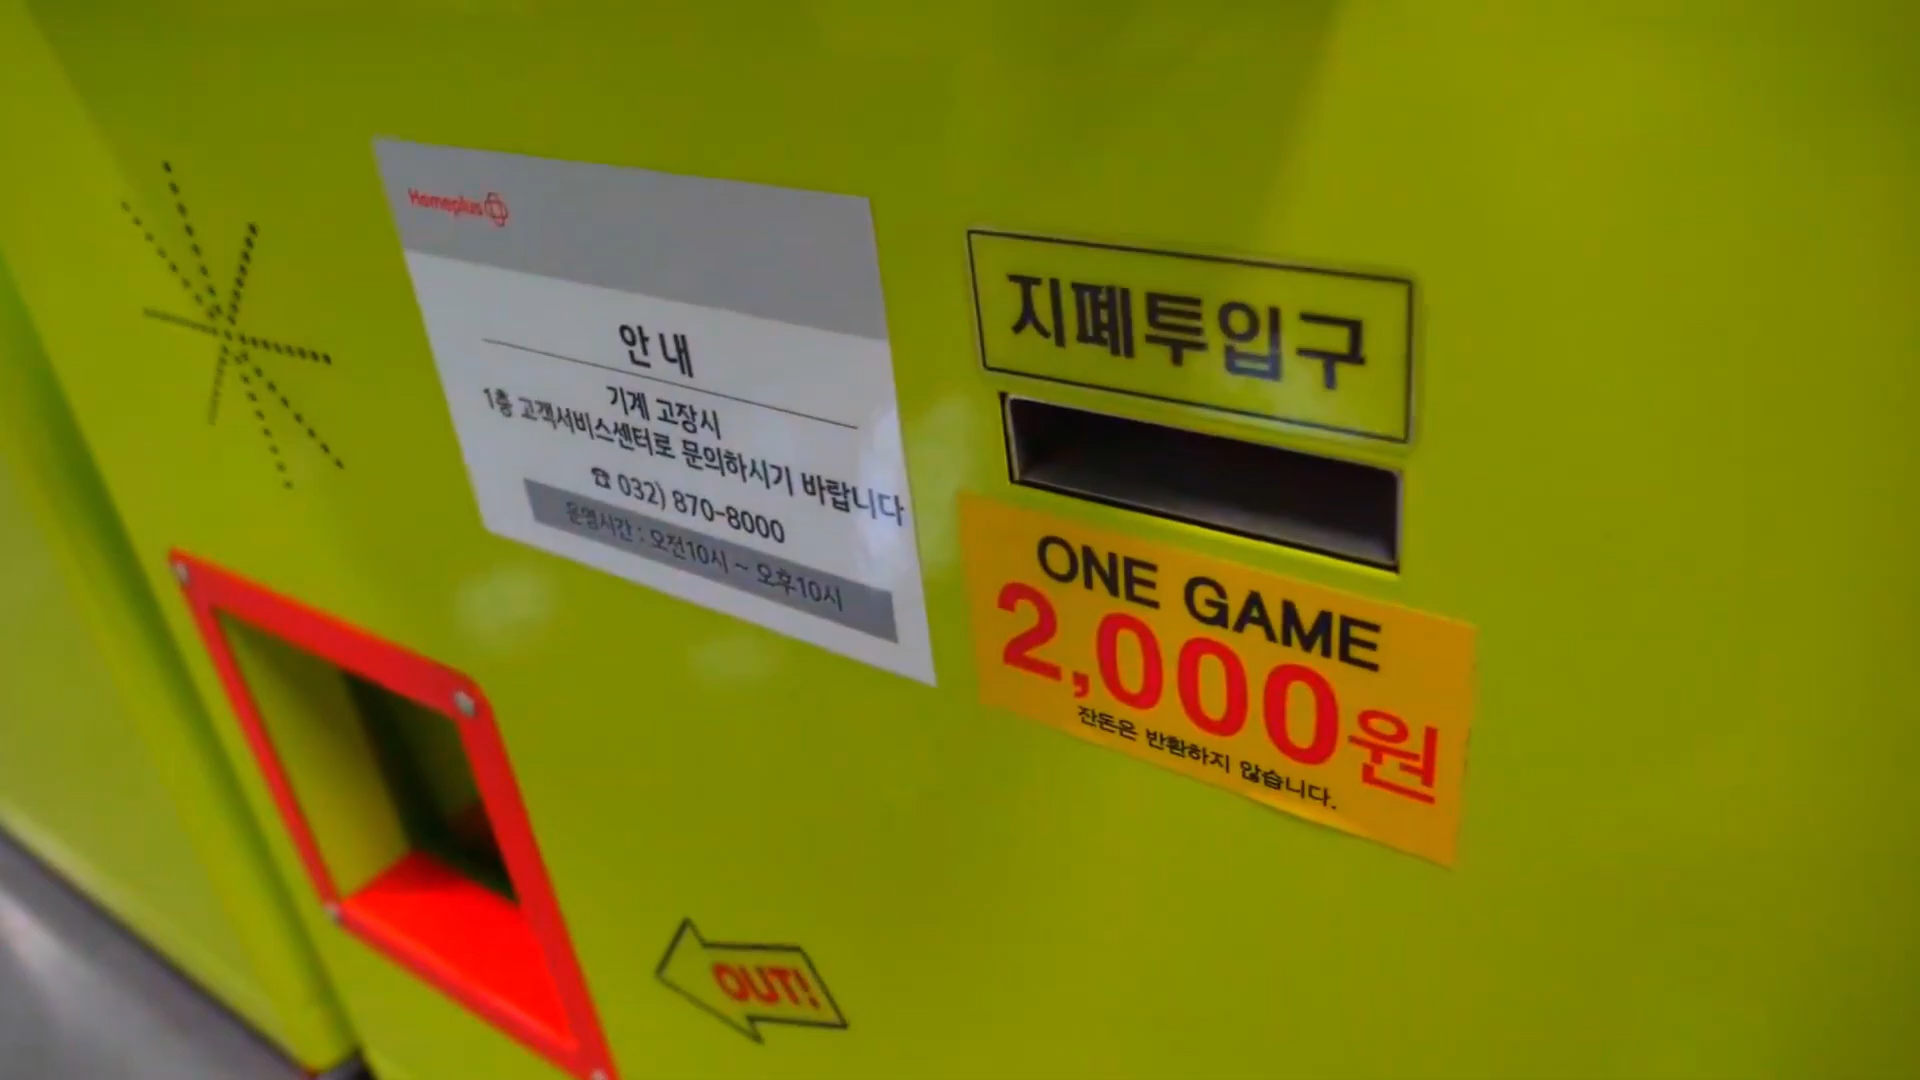 Homeplus
안내
기계 고장시
1층 고객서비스센터로 문의하시기 바랍니다
☎ 032) 870-8000
운영시간 : 오전10시 ~ 오후10시
지폐투입구
ONE GAME
2,000원
잔돈은 반환하지 않습니다.
OUT!